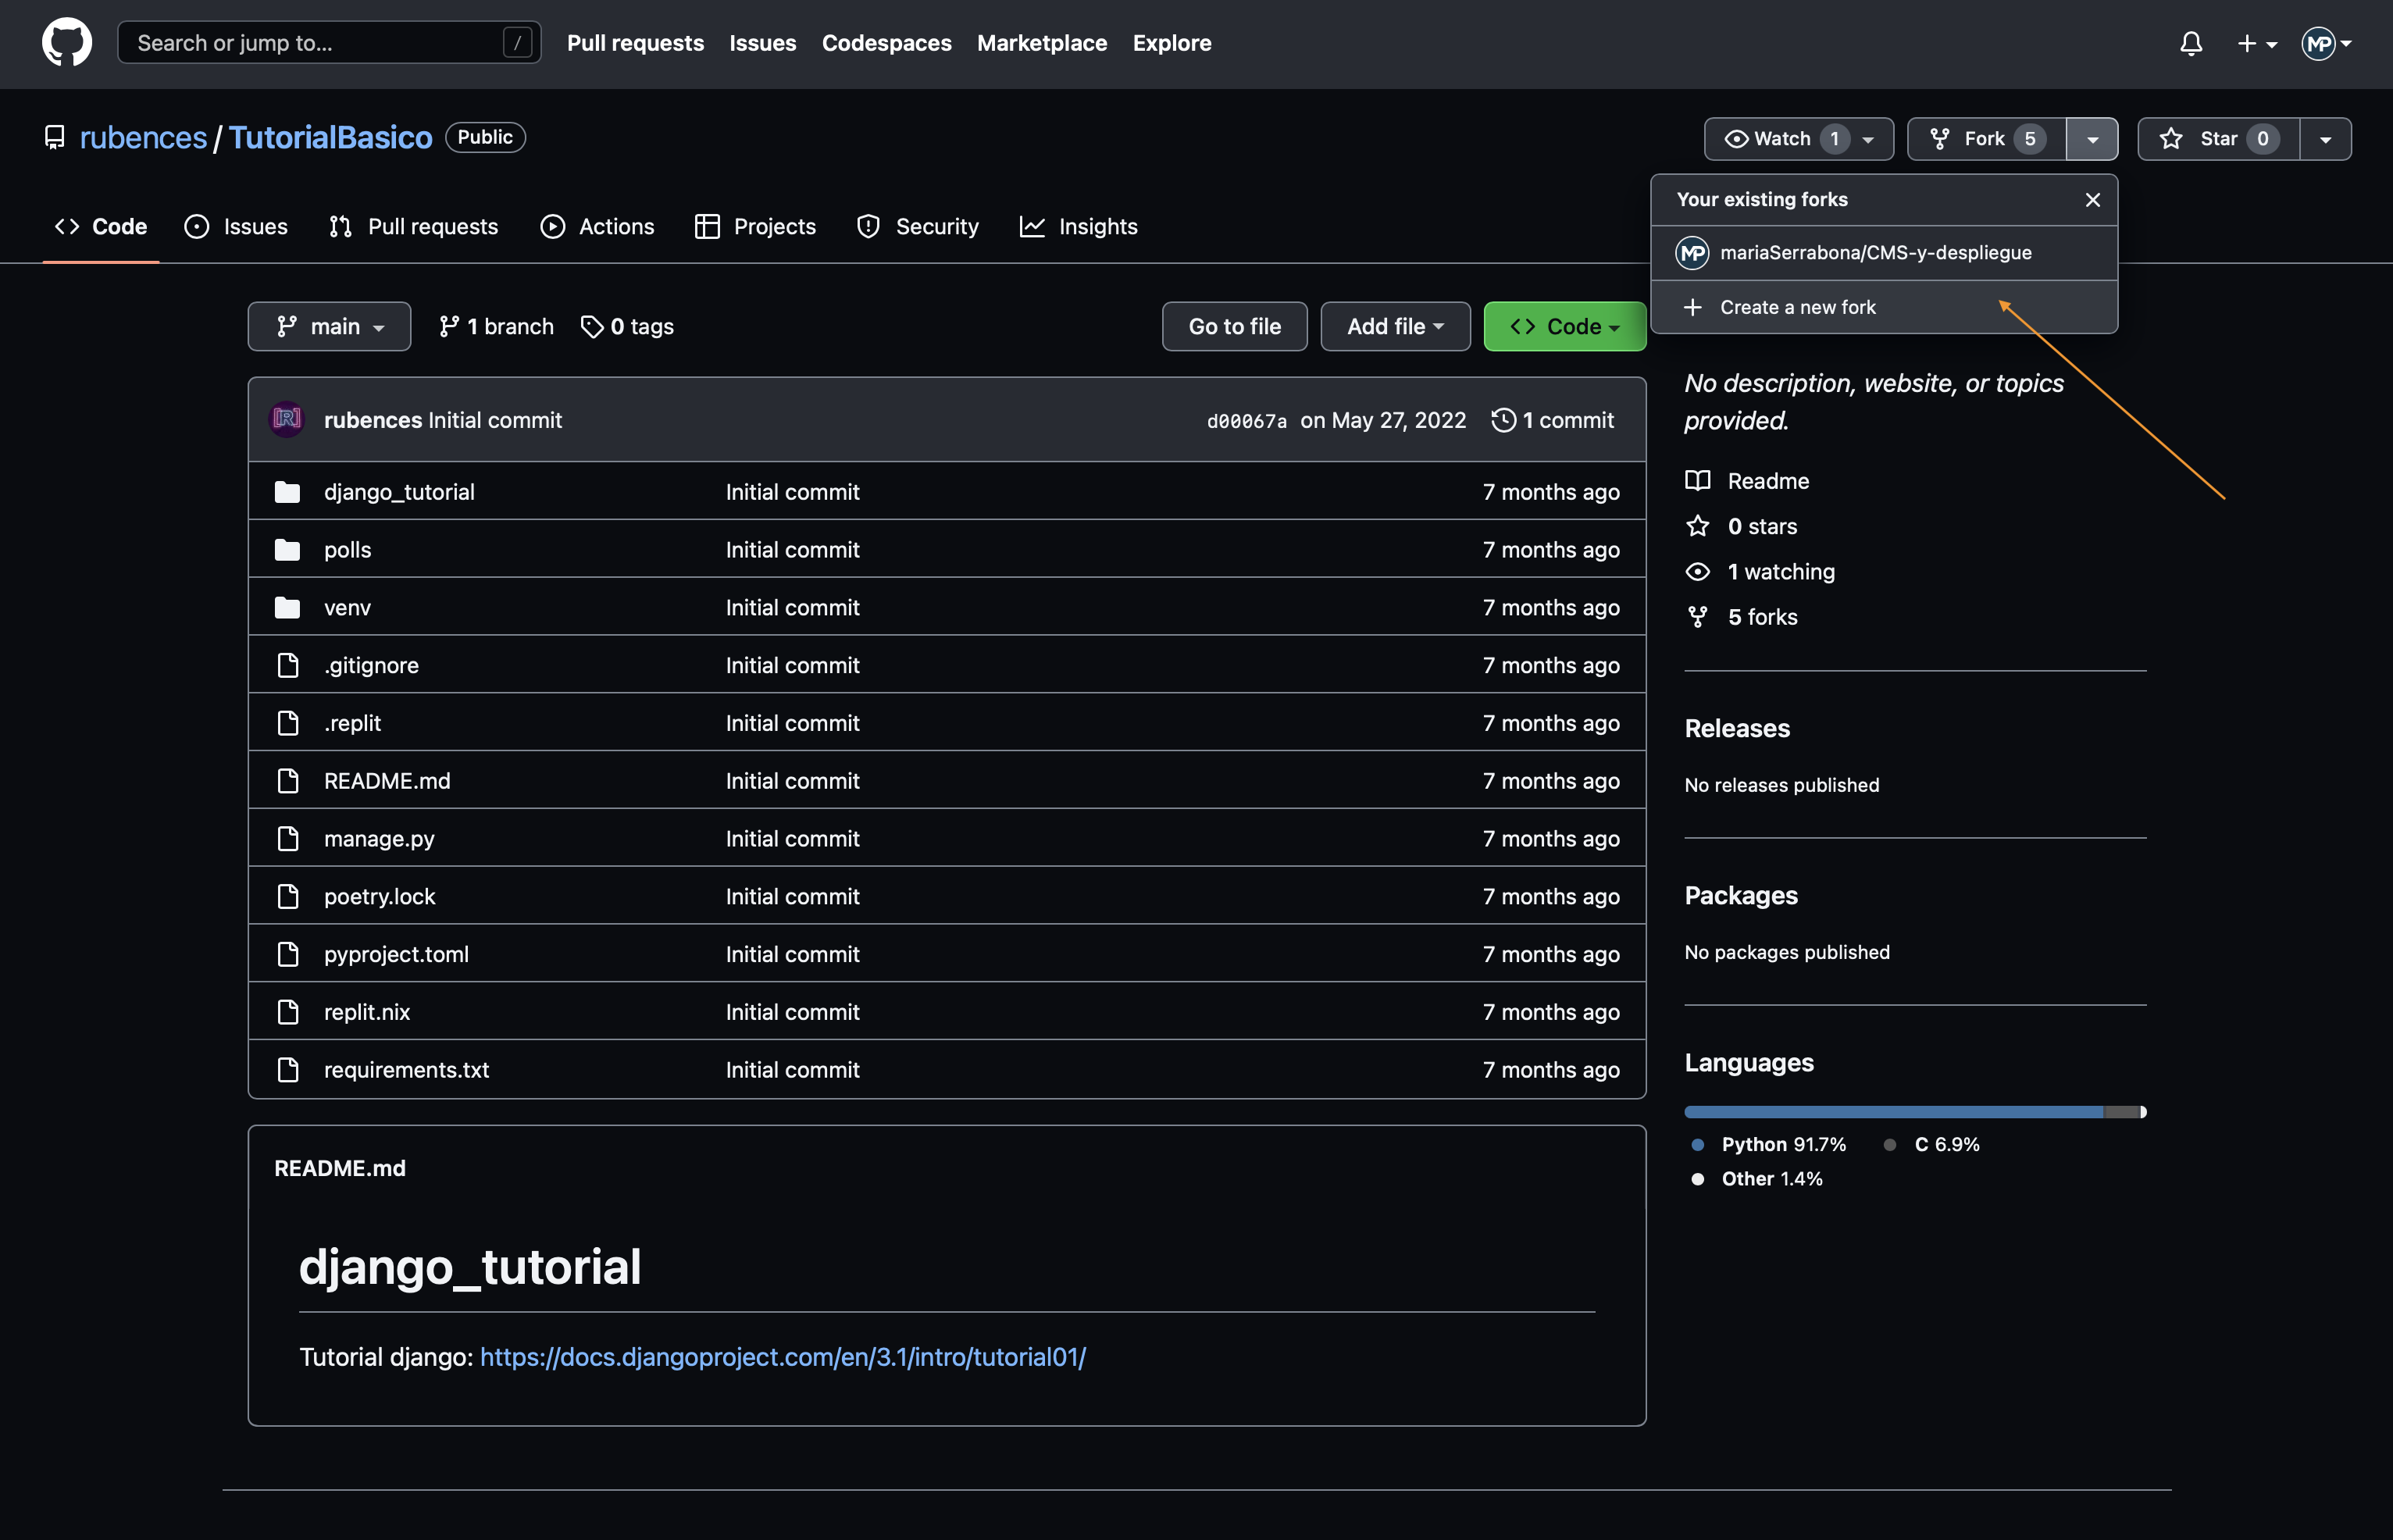 Search or jump to... /
Pull requests Issues Codespaces Marketplace Explore
MP
rubences / TutorialBasico Public
Watch 1 Fork 5 Star 0
Your existing forks
MP mariaSerrabona/CMS-y-despliegue
Create a new fork
Code Issues Pull requests Actions Projects Security Insights
main 1 branch 0 tags Go to file Add file Code
[R] rubences Initial commit d00067a on May 27, 2022 1 commit
django_tutorial Initial commit 7 months ago
polls Initial commit 7 months ago
venv Initial commit 7 months ago
.gitignore Initial commit 7 months ago
.replit Initial commit 7 months ago
README.md Initial commit 7 months ago
manage.py Initial commit 7 months ago
poetry.lock Initial commit 7 months ago
pyproject.toml Initial commit 7 months ago
replit.nix Initial commit 7 months ago
requirements.txt Initial commit 7 months ago
README.md
django_tutorial
Tutorial django: https://docs.djangoproject.com/en/3.1/intro/tutorial01/
No description, website, or topics
provided.
Readme
0 stars
1 watching
5 forks
Releases
No releases published
Packages
No packages published
Languages
Python 91.7% C 6.9%
Other 1.4%